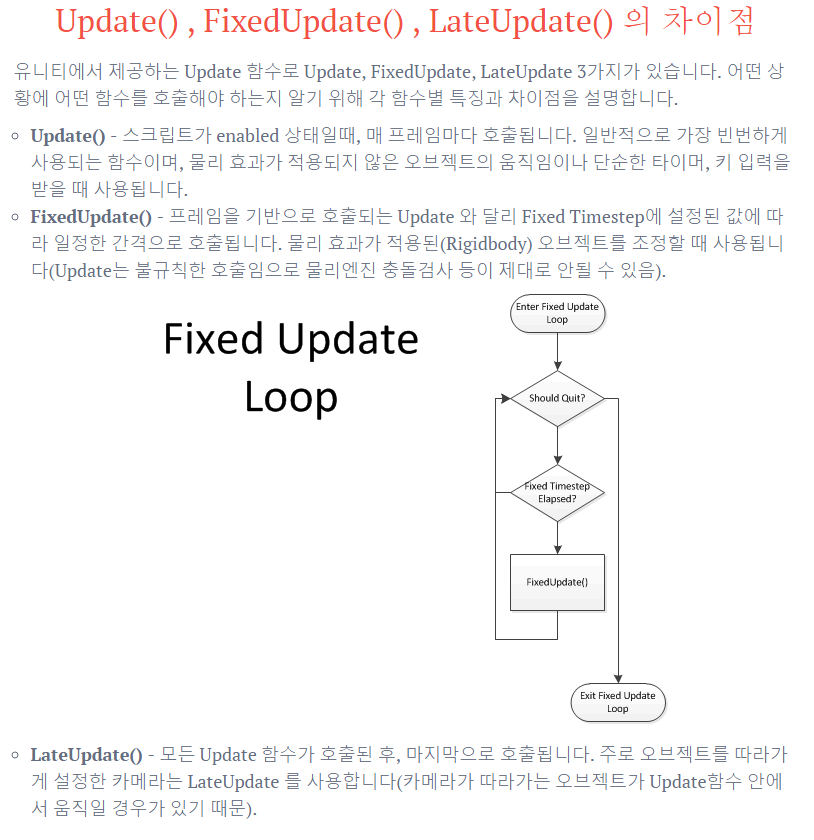 Update() , FixedUpdate() , LateUpdate() 의 차이점
유니티에서 제공하는 Update 함수로 Update, FixedUpdate, LateUpdate 3가지가 있습니다. 어떤 상
황에 어떤 함수를 호출해야 하는지 알기 위해 각 함수별 특징과 차이점을 설명합니다.
Update() - 스크립트가 enabled 상태일때, 매 프레임마다 호출됩니다. 일반적으로 가장 빈번하게
사용되는 함수이며, 물리 효과가 적용되지 않은 오브젝트의 움직임이나 단순한 타이머, 키 입력을
받을 때 사용됩니다.
FixedUpdate() - 프레임을 기반으로 호출되는 Update 와 달리 Fixed Timestep에 설정된 값에 따
라 일정한 간격으로 호출됩니다. 물리 효과가 적용된(Rigidbody) 오브젝트를 조정할 때 사용됩니
다(Update는 불규칙한 호출임으로 물리엔진 충돌검사 등이 제대로 안될 수 있음).
Fixed Update
Loop
Enter Fixed Update
Loop
Should Quit?
Fixed Timestep
Elapsed?
FixedUpdate()
Exit Fixed Update
Loop
LateUpdate() - 모든 Update 함수가 호출된 후, 마지막으로 호출됩니다. 주로 오브젝트를 따라가
게 설정한 카메라는 LateUpdate 를 사용합니다(카메라가 따라가는 오브젝트가 Update함수 안에
서 움직일 경우가 있기 때문).